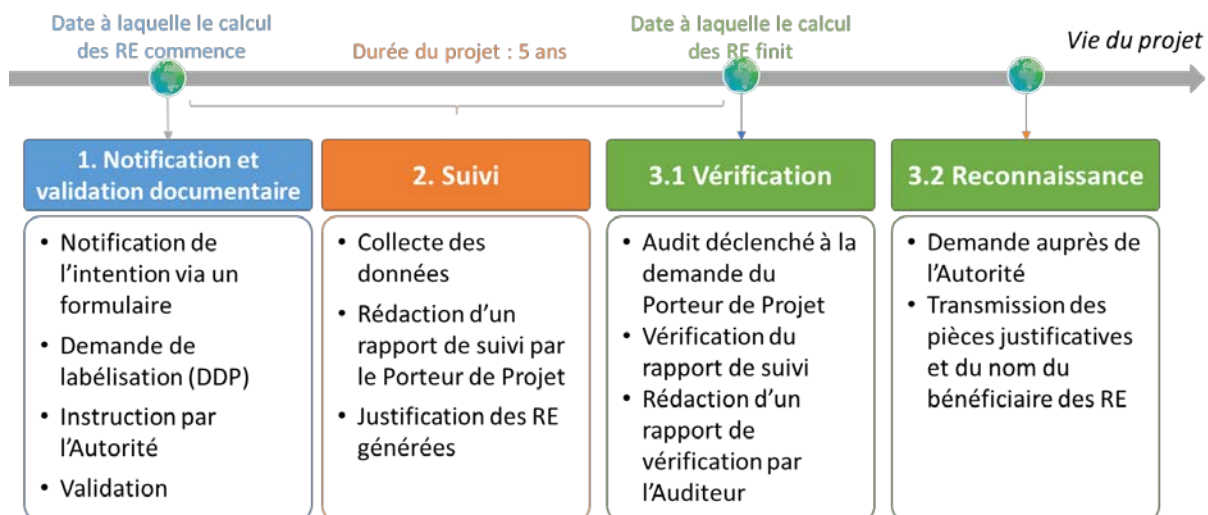 Date à laquelle le calcul
des RE commence
Durée du projet : 5 ans
Date à laquelle le calcul
des RE finit
Vie du projet
1. Notification et
validation documentaire
• Notification de
l'intention via un
formulaire
• Demande de
labélisation (DDP)
• Instruction par
l'Autorité
• Validation
2. Suivi
• Collecte des
données
• Rédaction d'un
rapport de suivi par
le Porteur de Projet
• Justification des RE
générées
3.1 Vérification
• Audit déclenché à la
demande du
Porteur de Projet
• Vérification du
rapport de suivi
• Rédaction d'un
rapport de
vérification par
l'Auditeur
3.2 Reconnaissance
• Demande auprès de
l'Autorité
• Transmission des
pièces justificatives
et du nom du
bénéficiaire des RE